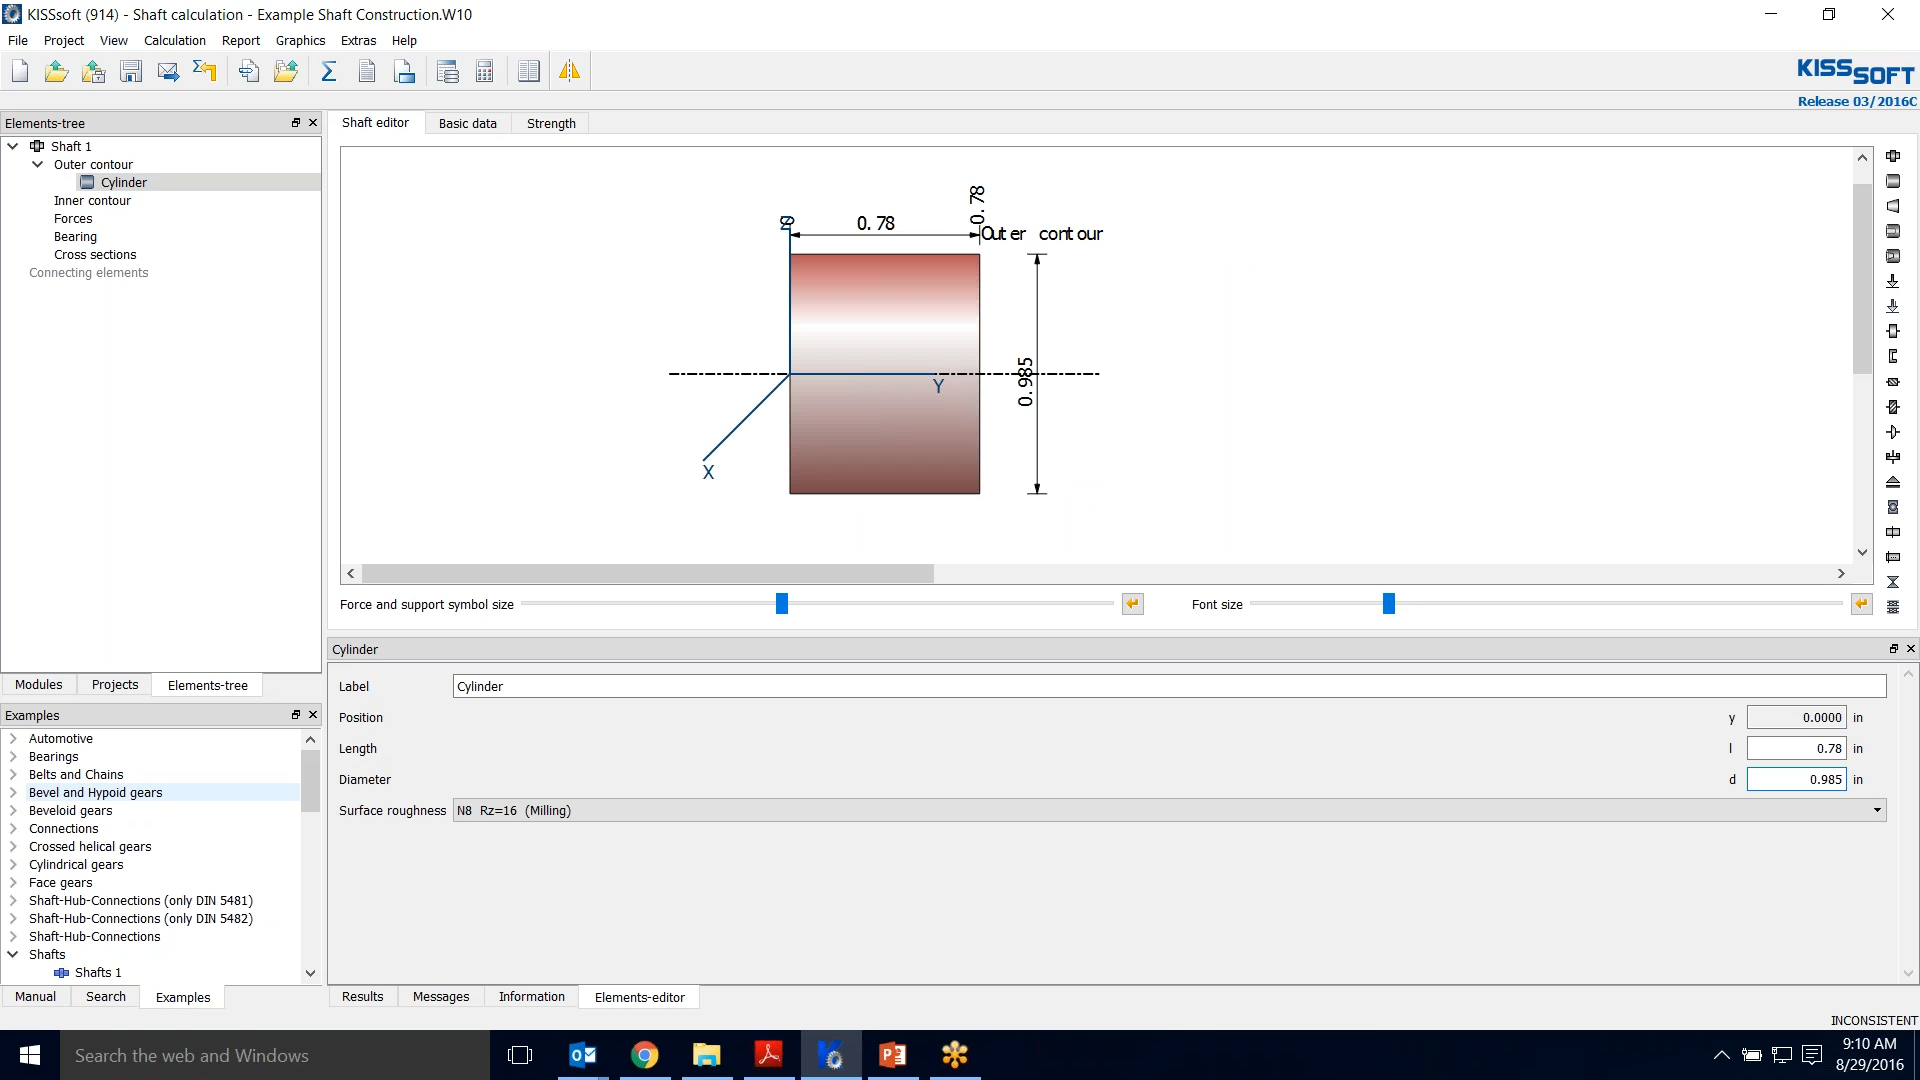 KISSsoft (914) - Shaft calculation - Example Shaft Construction.W10
File Project View Calculation Report Graphics Extras Help
KISSSOFT
Release 03/2016C
Elements-tree
Shaft 1
Outer contour
Cylinder
Inner contour
Forces
Bearing
Cross sections
Connecting elements
Modules Projects Elements-tree
Examples
Automotive
Bearings
Belts and Chains
Bevel and Hypoid gears
Beveloid gears
Connections
Crossed helical gears
Cylindrical gears
Face gears
Shaft-Hub-Connections (only DIN 5481)
Shaft-Hub-Connections (only DIN 5482)
Shaft-Hub-Connections
Shafts
Shafts 1
Manual Search Examples
Shaft editor Basic data Strength
0.78
Z 0.78
Outer contour
0.985
Y
X
Force and support symbol size Font size
Cylinder
Label Cylinder
Position y 0.0000 in
Length l 0.78 in
Diameter d 0.985 in
Surface roughness N8 Rz=16 (Milling)
Results Messages Information Elements-editor
INCONSISTENT
Search the web and Windows
9:10 AM
8/29/2016